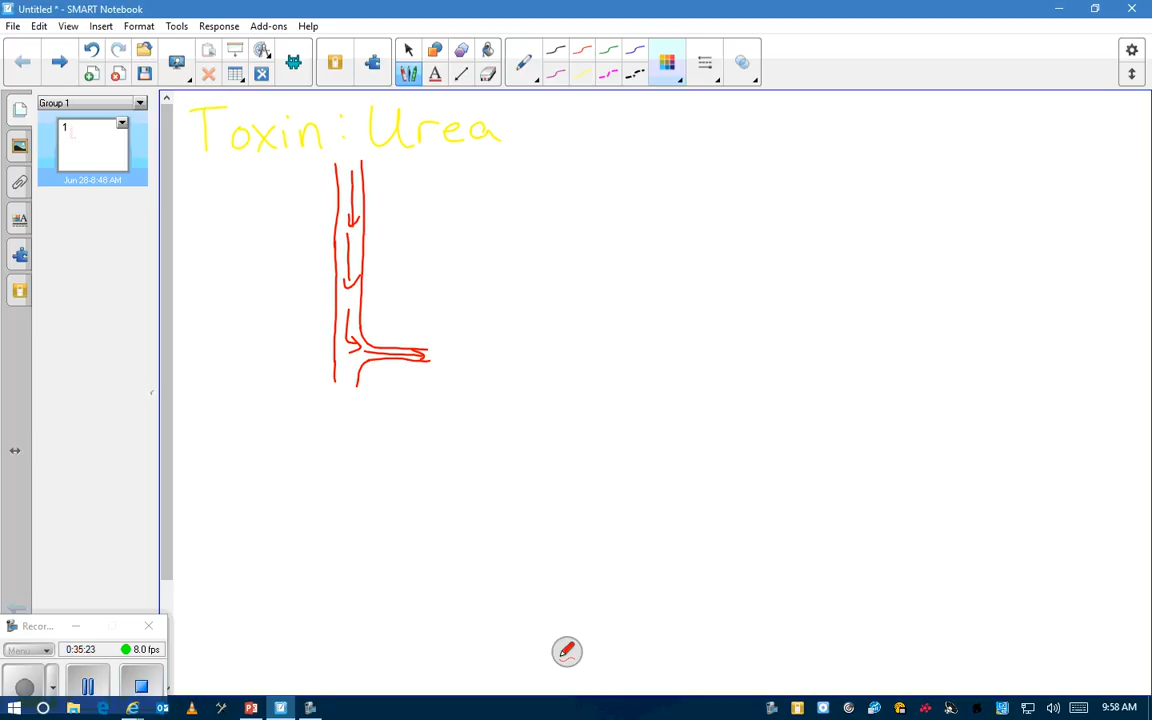 Untitled * - SMART Notebook
File Edit View Insert Format Tools Response Add-ons Help
Group 1
1
Jun 28-8:48 AM
Toxin: Urea
Recor...
Menu 0:35:23 8.0 fps
9:58 AM